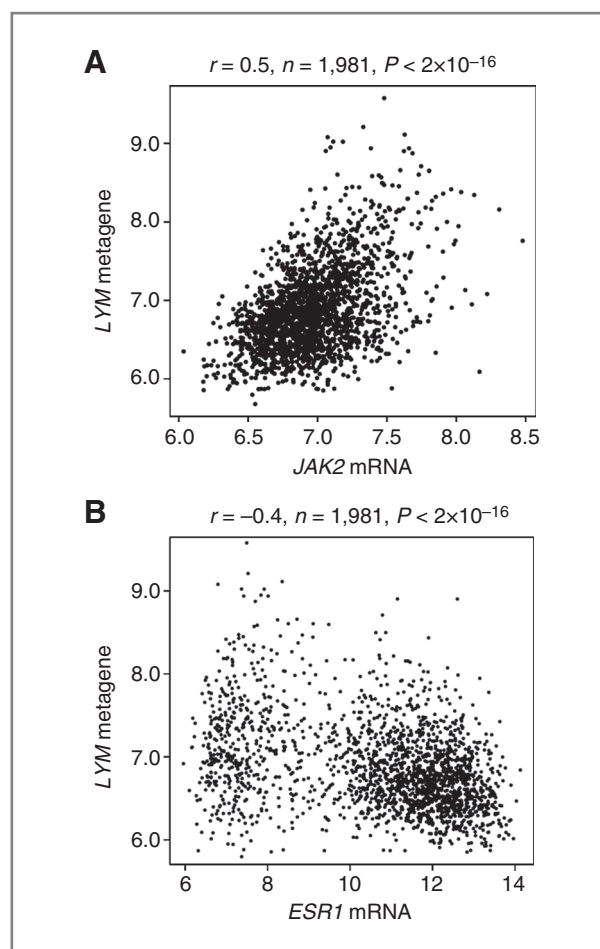 A
r = 0.5, n = 1,981, P < 2×10–16
LYM metagene
9.0
8.0
7.0
6.0
6.0 6.5 7.0 7.5 8.0 8.5
JAK2 mRNA
B
r = –0.4, n = 1,981, P < 2×10–16
LYM metagene
9.0
8.0
7.0
6.0
6 8 10 12 14
ESR1 mRNA